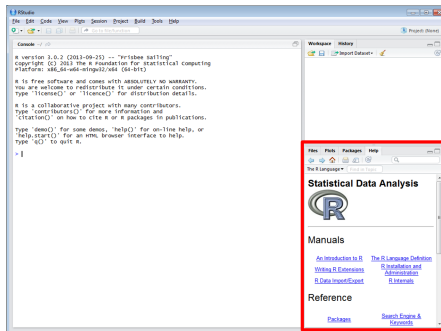 RStudio
File Edit Code View Plots Session Project Build Tools Help
Go to file/function
Project: (None)
Console ~/
R version 3.0.2 (2013-09-25) -- "Frisbee Sailing"
Copyright (C) 2013 The R Foundation for Statistical Computing
Platform: x86_64-w64-mingw32/x64 (64-bit)
R is free software and comes with ABSOLUTELY NO WARRANTY.
You are welcome to redistribute it under certain conditions.
Type 'license()' or 'licence()' for distribution details.
R is a collaborative project with many contributors.
Type 'contributors()' for more information and
'citation()' on how to cite R or R packages in publications.
Type 'demo()' for some demos, 'help()' for on-line help, or
'help.start()' for an HTML browser interface to help.
Type 'q()' to quit R.
>
Workspace History
Import Dataset
Files Plots Packages Help
The R Language Find in Topic
Statistical Data Analysis
R
Manuals
An Introduction to R The R Language Definition
Writing R Extensions R Installation and Administration
R Data Import/Export R Internals
Reference
Packages Search Engine & Keywords